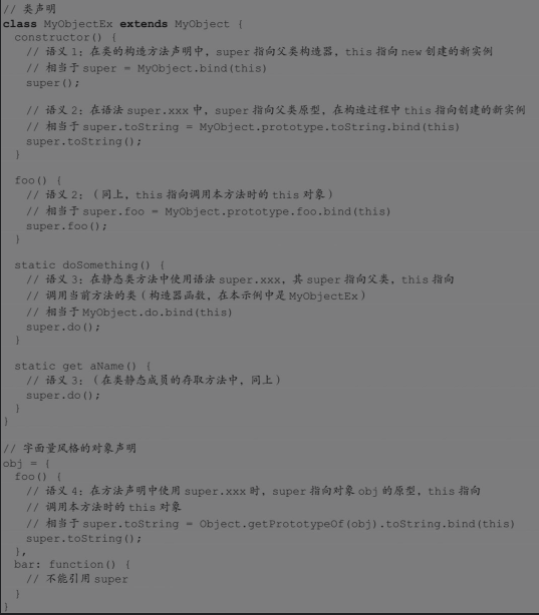 // 类声明
class MyObjectEx extends MyObject {
constructor() {
// 语义 1：在类的构造方法声明中，super 指向父类构造器，this 指向 new 创建的新实例
// 相当于 super = MyObject.bind(this)
super();
// 语义 2：在语法 super.xxx 中，super 指向父类原型，在构造过程中 this 指向创建的新实例
// 相当于 super.toString = MyObject.prototype.toString.bind(this)
super.toString();
}
foo() {
// 语义 2：（同上，this 指向调用本方法时的 this 对象）
// 相当于 super.foo = MyObject.prototype.foo.bind(this)
super.foo();
}
static doSomething() {
// 语义 3：在静态类方法中使用语法 super.xxx，其 super 指向父类，this 指向
// 调用当前方法的类（构造器函数，在本示例中是 MyObjectEx）
// 相当于 MyObject.do.bind(this)
super.do();
}
static get aName() {
// 语义 3：（在类静态成员的存取方法中，同上）
super.do();
}
}
// 字面量风格的对象声明
obj = {
foo() {
// 语义 4：在方法声明中使用 super.xxx 时，super 指向对象 obj 的原型，this 指向
// 调用本方法时的 this 对象
// 相当于 super.toString = Object.getPrototypeOf(obj).toString.bind(this)
super.toString();
},
bar: function() {
// 不能引用 super
}
}